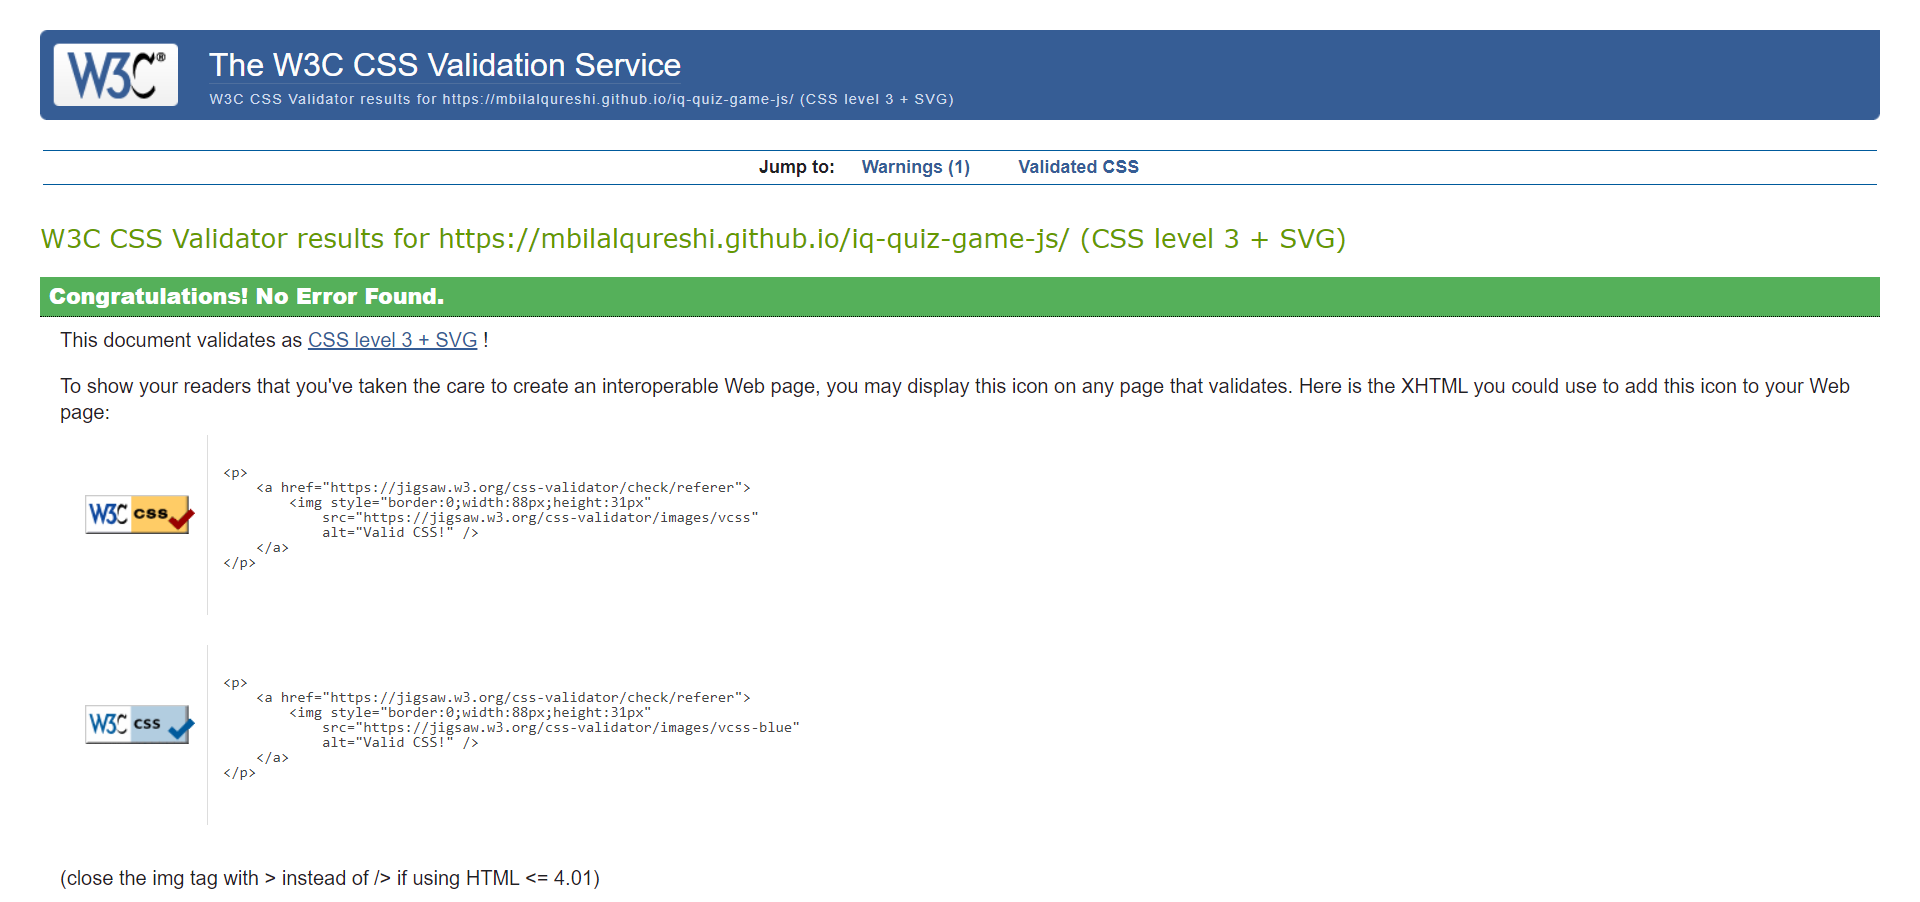 W3C®
The W3C CSS Validation Service
W3C CSS Validator results for https://mbilalqureshi.github.io/iq-quiz-game-js/ (CSS level 3 + SVG)
Jump to: Warnings (1) Validated CSS
W3C CSS Validator results for https://mbilalqureshi.github.io/iq-quiz-game-js/ (CSS level 3 + SVG)
Congratulations! No Error Found.
This document validates as CSS level 3 + SVG !
To show your readers that you've taken the care to create an interoperable Web page, you may display this icon on any page that validates. Here is the XHTML you could use to add this icon to your Web
page:
W3C css
<p>
    <a href="https://jigsaw.w3.org/css-validator/check/referer">
        <img style="border:0;width:88px;height:31px"
            src="https://jigsaw.w3.org/css-validator/images/vcss"
            alt="Valid CSS!" />
    </a>
</p>
W3C css
<p>
    <a href="https://jigsaw.w3.org/css-validator/check/referer">
        <img style="border:0;width:88px;height:31px"
            src="https://jigsaw.w3.org/css-validator/images/vcss-blue"
            alt="Valid CSS!" />
    </a>
</p>
(close the img tag with > instead of /> if using HTML <= 4.01)